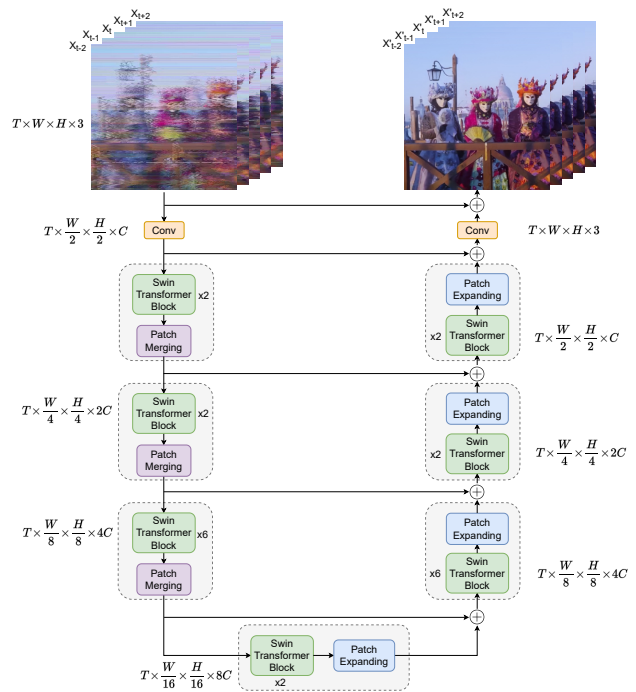 X_{t-2} X_{t-1} X_t X_{t+1} X_{t+2}
X'_{t-2} X'_{t-1} X'_t X'_{t+1} X'_{t+2}
T×W×H×3
T×W/2×H/2×C
Conv
Conv
T×W×H×3
Swin
Transformer
Block
x2
Patch
Merging
Patch
Expanding
x2
Swin
Transformer
Block
T×W/2×H/2×C
T×W/4×H/4×2C
Swin
Transformer
Block
x2
Patch
Merging
Patch
Expanding
x2
Swin
Transformer
Block
T×W/4×H/4×2C
T×W/8×H/8×4C
Swin
Transformer
Block
x6
Patch
Merging
Patch
Expanding
x6
Swin
Transformer
Block
T×W/8×H/8×4C
T×W/16×H/16×8C
Swin
Transformer
Block
x2
Patch
Expanding